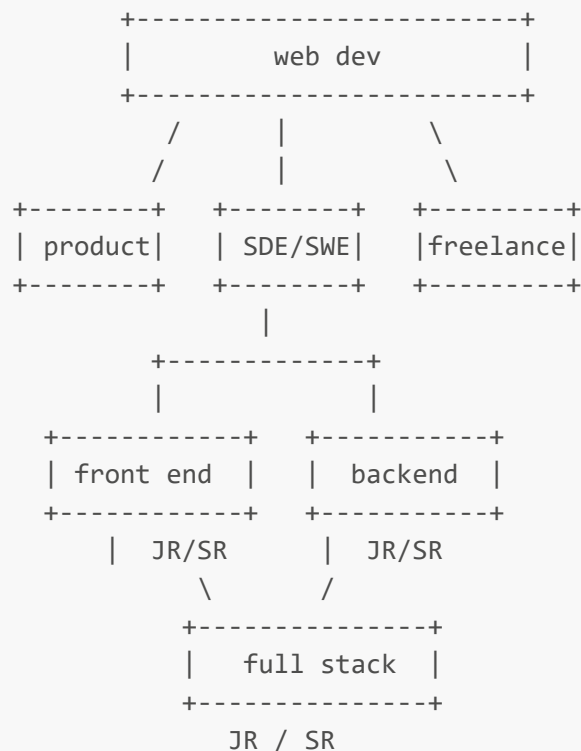 web dev
product SDE/SWE freelance
front end backend
JR/SR JR/SR
full stack
JR / SR